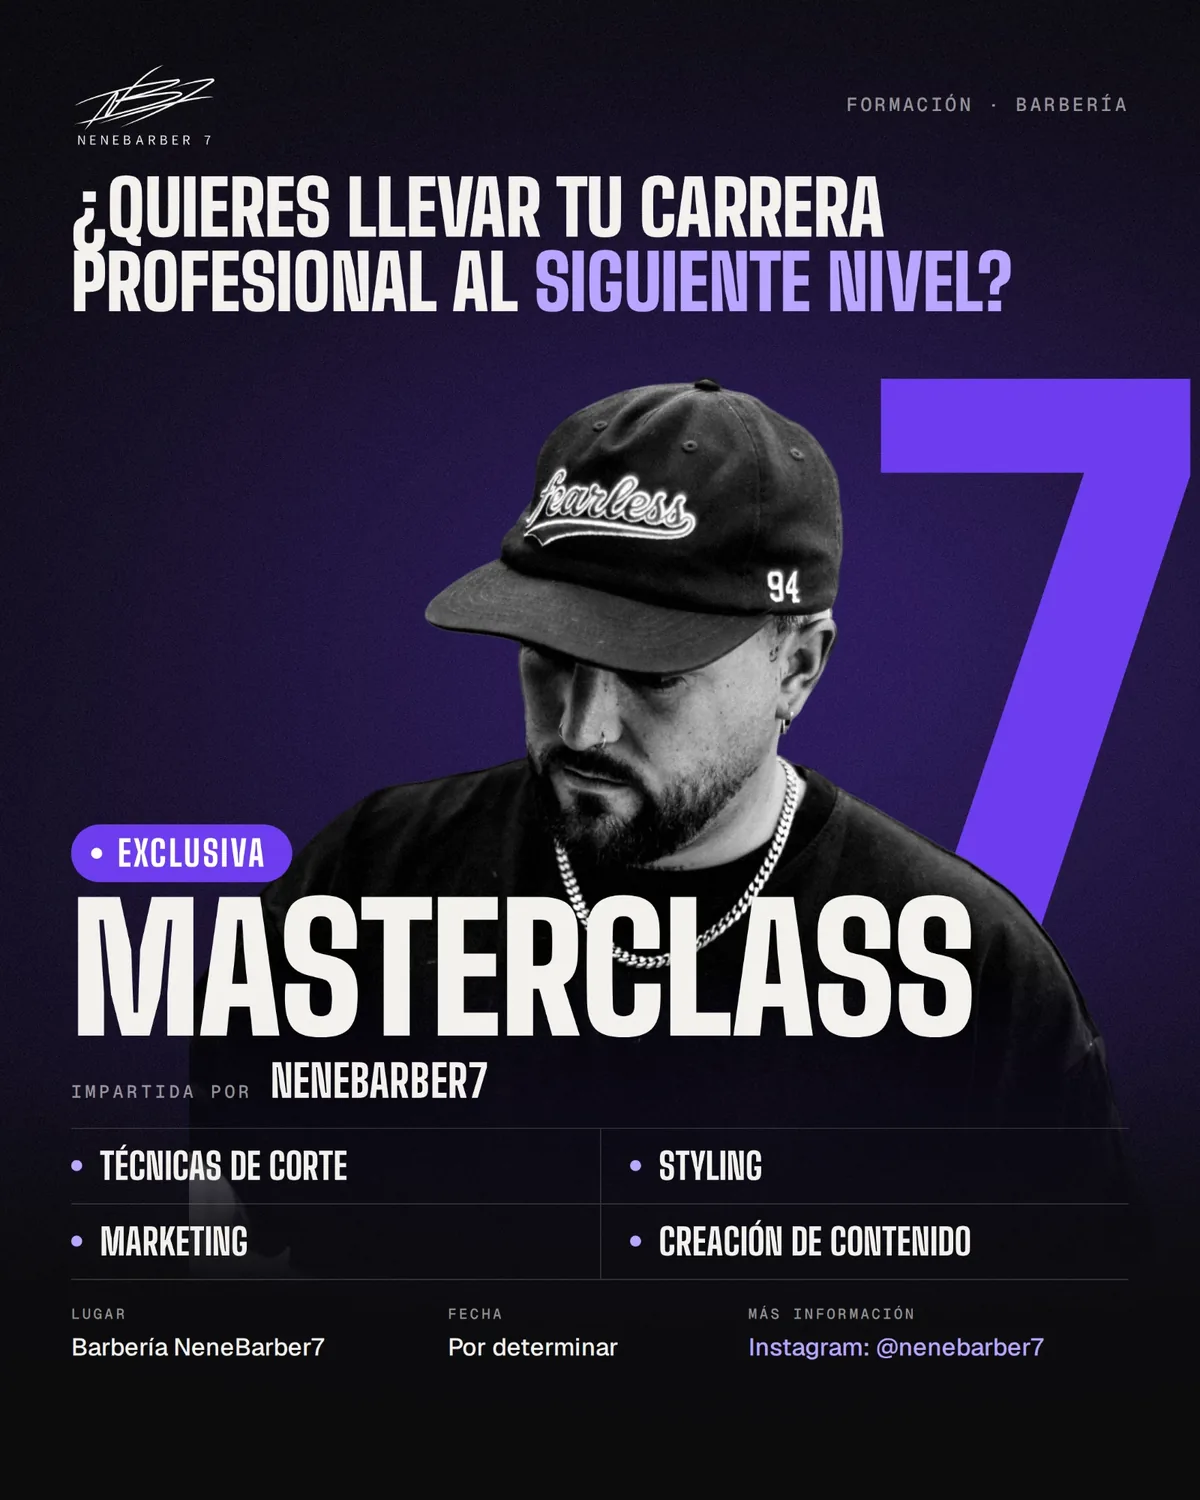 NB7
NENEBARBER 7
FORMACIÓN · BARBERÍA
¿QUIERES LLEVAR TU CARRERA
PROFESIONAL AL SIGUIENTE NIVEL?
7
fearless
94
• EXCLUSIVA
MASTERCLASS
IMPARTIDA POR NENEBARBER7
• TÉCNICAS DE CORTE
• STYLING
• MARKETING
• CREACIÓN DE CONTENIDO
LUGAR
Barbería NeneBarber7
FECHA
Por determinar
MÁS INFORMACIÓN
Instagram: @nenebarber7